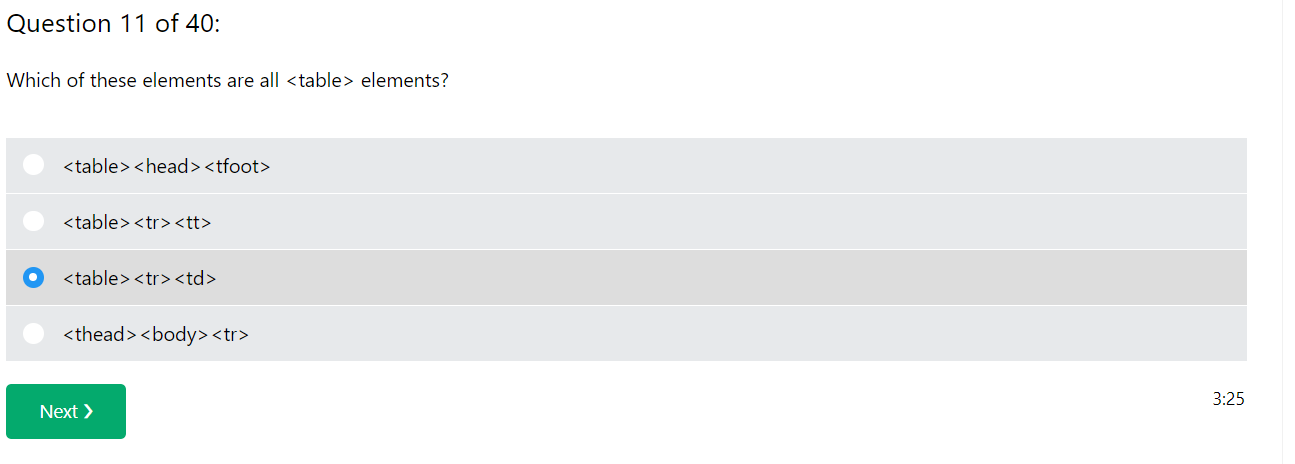 Question 11 of 40:
Which of these elements are all <table> elements?
<table><head><tfoot>
<table><tr><tt>
<table><tr><td>
<thead><body><tr>
Next ❯
3:25